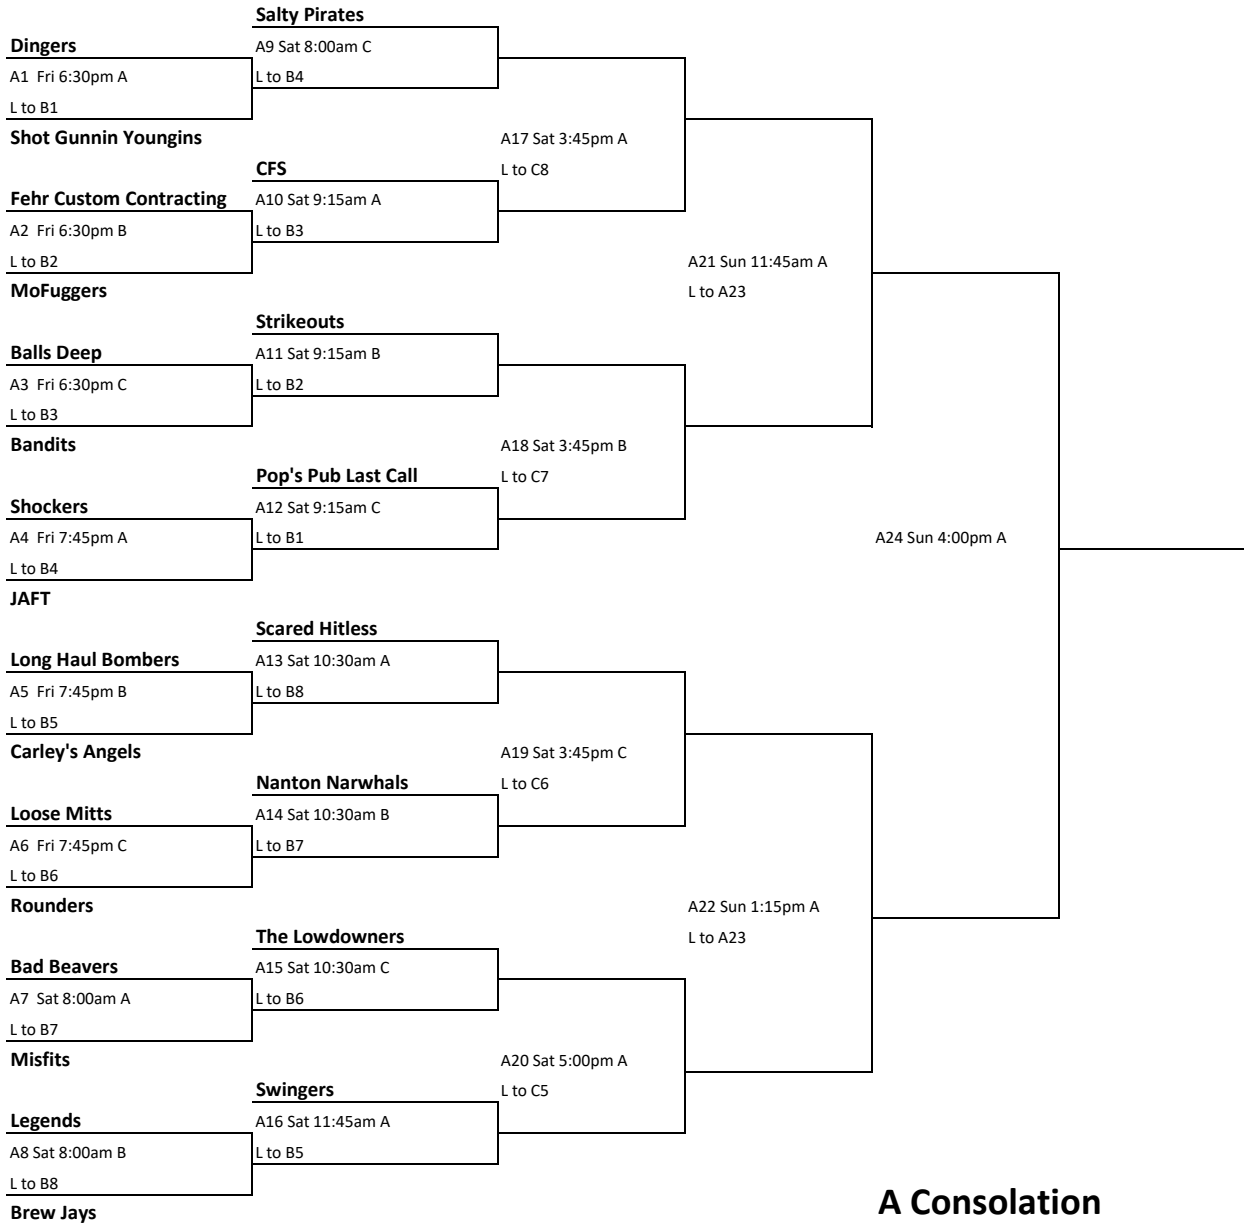 Salty Pirates
Dingers
A9 Sat 8:00am C
A1  Fri 6:30pm A
L to B4
L to B1
Shot Gunnin Youngins
A17 Sat 3:45pm A
CFS
L to C8
Fehr Custom Contracting
A10 Sat 9:15am A
A2  Fri 6:30pm B
L to B3
L to B2
A21 Sun 11:45am A
MoFuggers
L to A23
Strikeouts
Balls Deep
A11 Sat 9:15am B
A3  Fri 6:30pm C
L to B2
L to B3
Bandits
A18 Sat 3:45pm B
Pop's Pub Last Call
L to C7
Shockers
A12 Sat 9:15am C
A4  Fri 7:45pm A
L to B1
A24 Sun 4:00pm A
L to B4
JAFT
Scared Hitless
Long Haul Bombers
A13 Sat 10:30am A
A5  Fri 7:45pm B
L to B8
L to B5
Carley's Angels
A19 Sat 3:45pm C
Nanton Narwhals
L to C6
Loose Mitts
A14 Sat 10:30am B
A6  Fri 7:45pm C
L to B7
L to B6
Rounders
A22 Sun 1:15pm A
The Lowdowners
L to A23
Bad Beavers
A15 Sat 10:30am C
A7  Sat 8:00am A
L to B6
L to B7
Misfits
A20 Sat 5:00pm A
Swingers
L to C5
Legends
A16 Sat 11:45am A
A8 Sat 8:00am B
L to B5
L to B8
A Consolation
Brew Jays